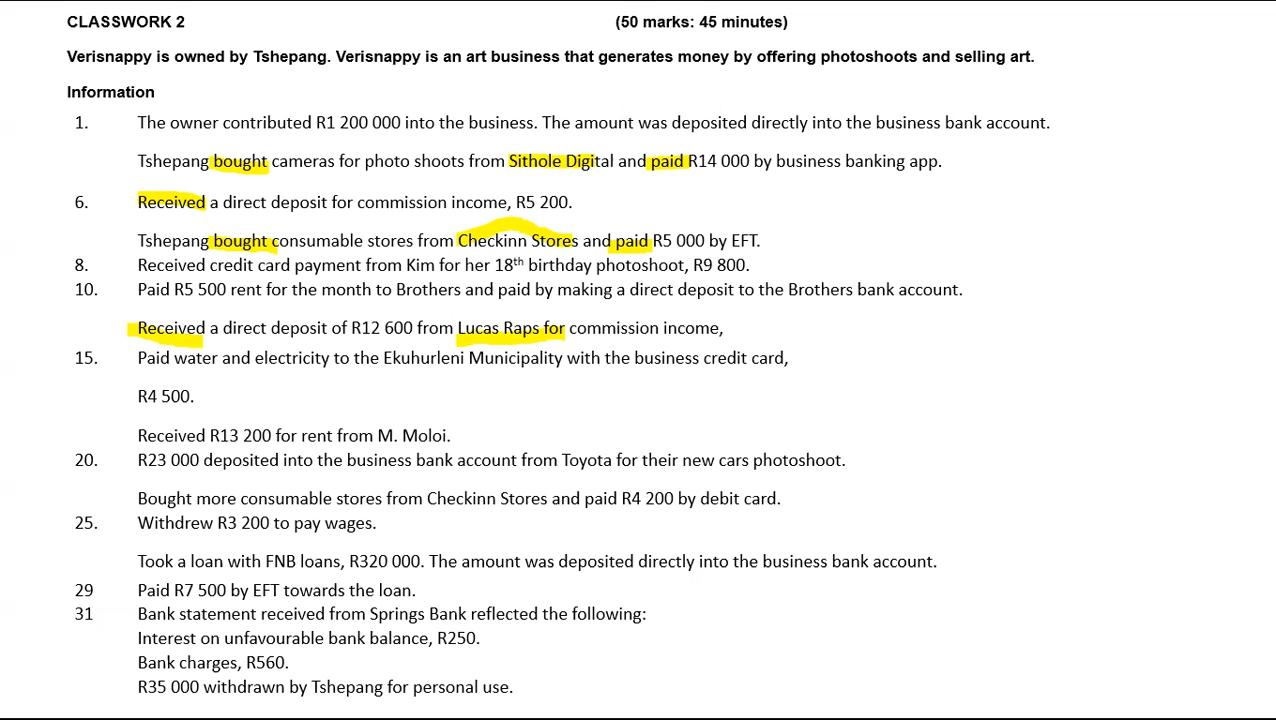 CLASSWORK 2 (50 marks: 45 minutes)
Verisnappy is owned by Tshepang. Verisnappy is an art business that generates money by offering photoshoots and selling art.
Information
1. The owner contributed R1 200 000 into the business. The amount was deposited directly into the business bank account.
Tshepang bought cameras for photo shoots from Sithole Digital and paid R14 000 by business banking app.
6. Received a direct deposit for commission income, R5 200.
Tshepang bought consumable stores from Checkinn Stores and paid R5 000 by EFT.
8. Received credit card payment from Kim for her 18th birthday photoshoot, R9 800.
10. Paid R5 500 rent for the month to Brothers and paid by making a direct deposit to the Brothers bank account.
Received a direct deposit of R12 600 from Lucas Raps for commission income,
15. Paid water and electricity to the Ekuhurleni Municipality with the business credit card,
R4 500.
Received R13 200 for rent from M. Moloi.
20. R23 000 deposited into the business bank account from Toyota for their new cars photoshoot.
Bought more consumable stores from Checkinn Stores and paid R4 200 by debit card.
25. Withdrew R3 200 to pay wages.
Took a loan with FNB loans, R320 000. The amount was deposited directly into the business bank account.
29 Paid R7 500 by EFT towards the loan.
31 Bank statement received from Springs Bank reflected the following:
Interest on unfavourable bank balance, R250.
Bank charges, R560.
R35 000 withdrawn by Tshepang for personal use.